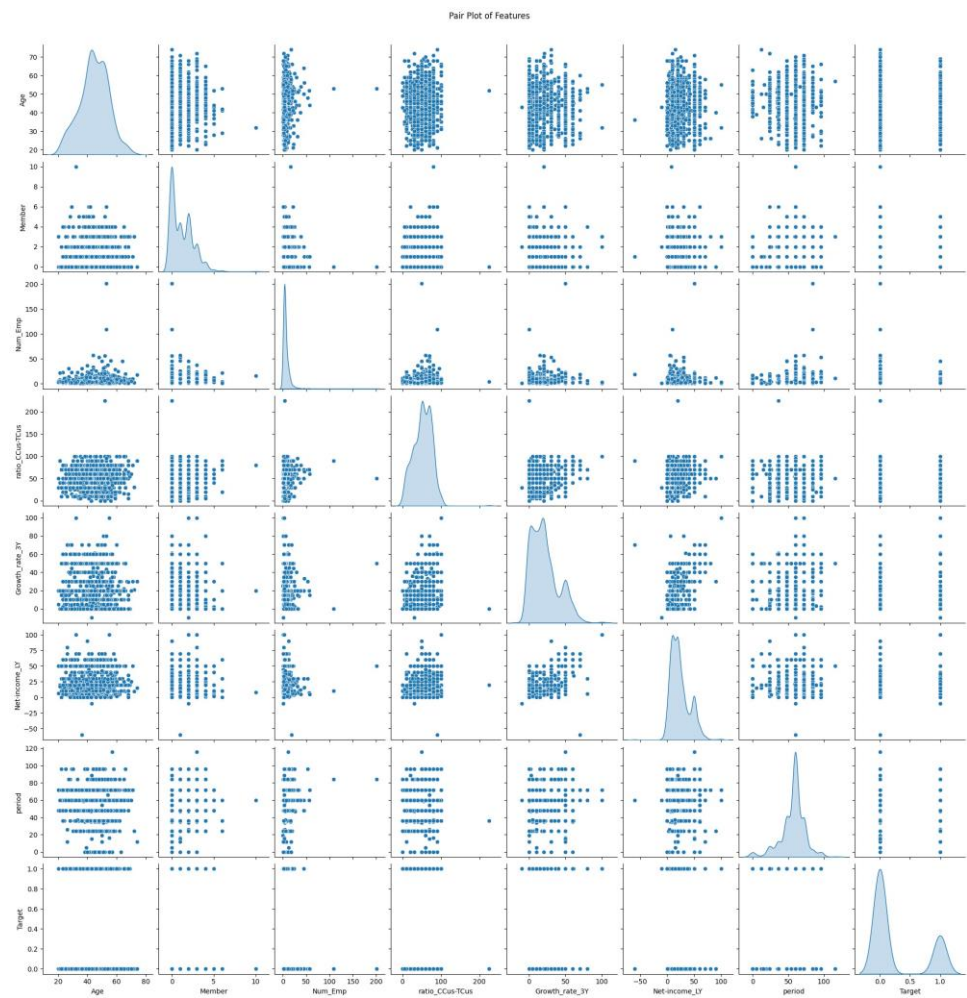 Pair Plot of Features
70
60
50
40
30
20
Age
10
8
6
4
2
0
Member
200
150
100
50
0
Num_Emp
200
150
100
50
0
ratio_CCus-TCus
100
80
60
40
20
0
Growth_rate_3Y
100
75
50
25
0
−25
−50
Net-income_LY
120
100
80
60
40
20
0
period
1.0
0.8
0.6
0.4
0.2
0.0
Target
20 40 60 80
0 5 10
0 100 200
0 100 200
0 50 100
−50 0 50 100
0 50 100
0.0 0.5 1.0
Age Member Num_Emp ratio_CCus-TCus Growth_rate_3Y Net-income_LY period Target